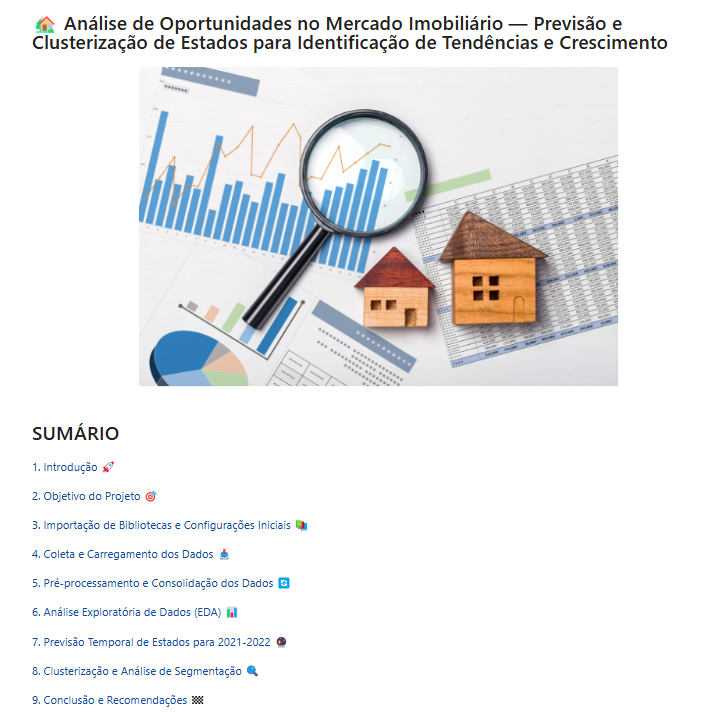 🏠 Análise de Oportunidades no Mercado Imobiliário — Previsão e
Clusterização de Estados para Identificação de Tendências e Crescimento
SUMÁRIO
1. Introdução 🚀
2. Objetivo do Projeto 🎯
3. Importação de Bibliotecas e Configurações Iniciais 📚
4. Coleta e Carregamento dos Dados 📥
5. Pré-processamento e Consolidação dos Dados 🔄
6. Análise Exploratória de Dados (EDA) 📊
7. Previsão Temporal de Estados para 2021-2022 🔮
8. Clusterização e Análise de Segmentação 🔍
9. Conclusão e Recomendações 🏁